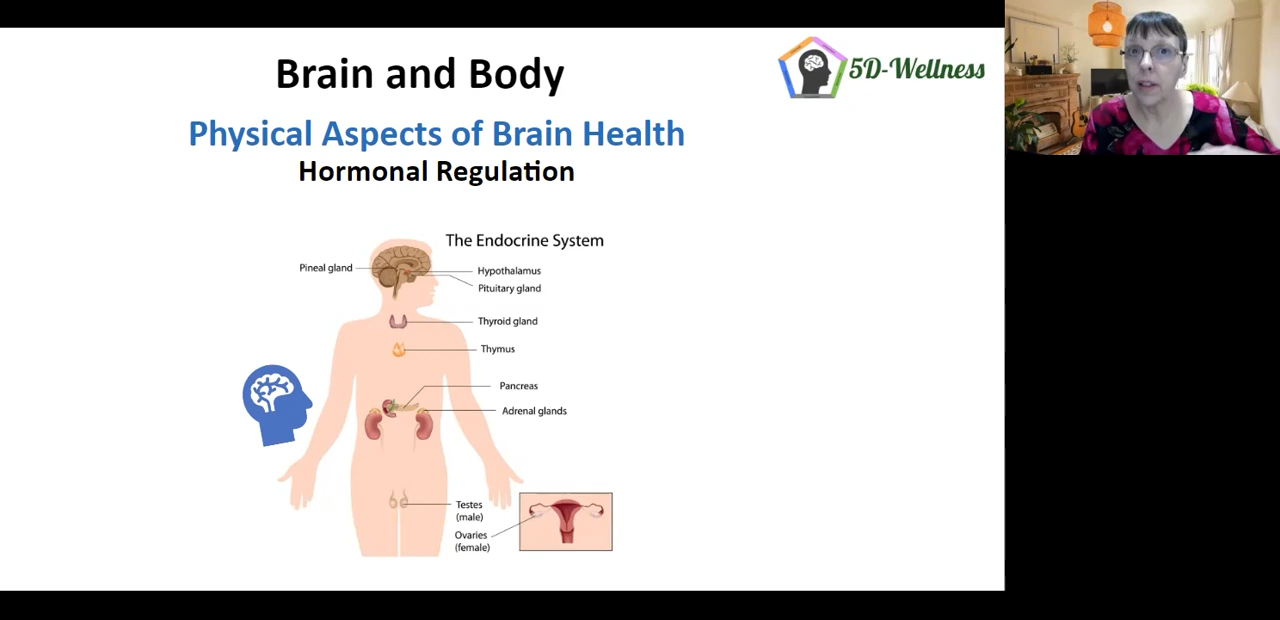 Brain and Body
5D-Wellness
Physical Aspects of Brain Health
Hormonal Regulation
The Endocrine System
Pineal gland
Hypothalamus
Pituitary gland
Thyroid gland
Thymus
Pancreas
Adrenal glands
Testes
(male)
Ovaries
(female)